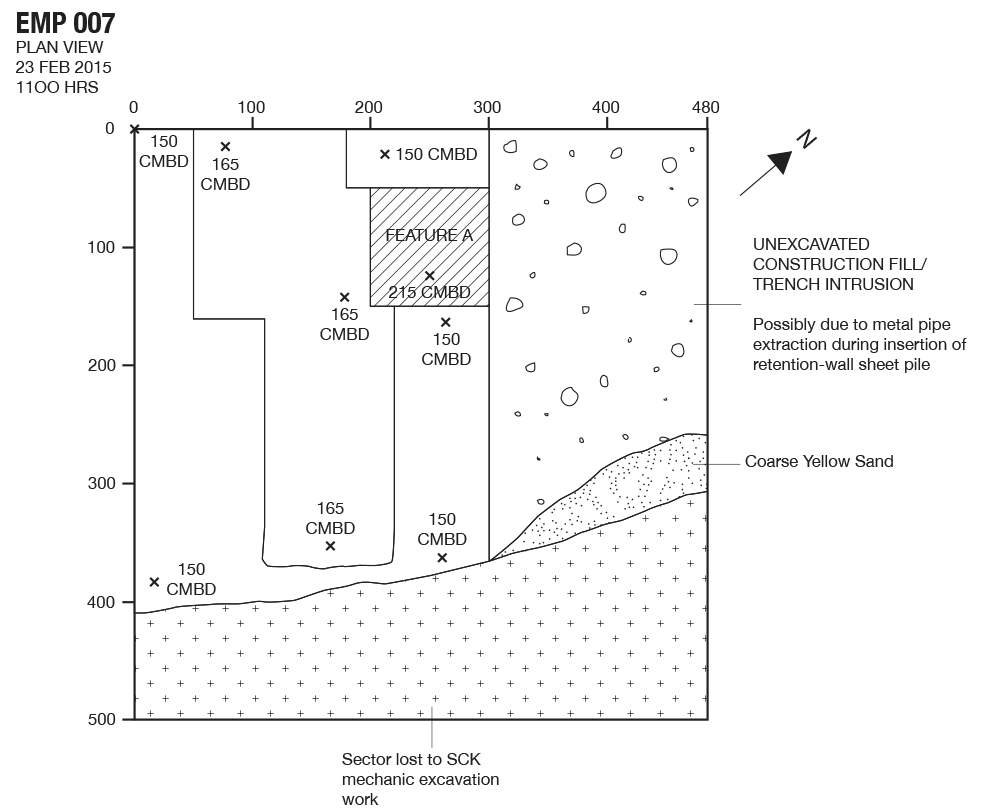 EMP 007
PLAN VIEW
23 FEB 2015
11OO HRS
0 100 200 300 400 480
0
150
CMBD
165
CMBD
150 CMBD
N
100
FEATURE A
215 CMBD
UNEXCAVATED
CONSTRUCTION FILL/
TRENCH INTRUSION
Possibly due to metal pipe
extraction during insertion of
retention-wall sheet pile
165
CMBD
150
CMBD
200
Coarse Yellow Sand
300
165
CMBD
150
CMBD
150
CMBD
400
500
Sector lost to SCK
mechanic excavation
work